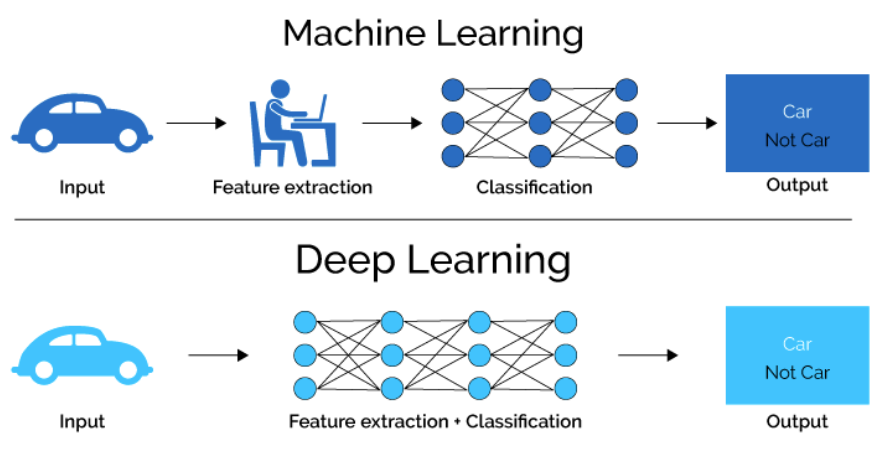 Machine Learning
Car
Not Car
Input
Feature extraction
Classification
Output
Deep Learning
Car
Not Car
Input
Feature extraction + Classification
Output